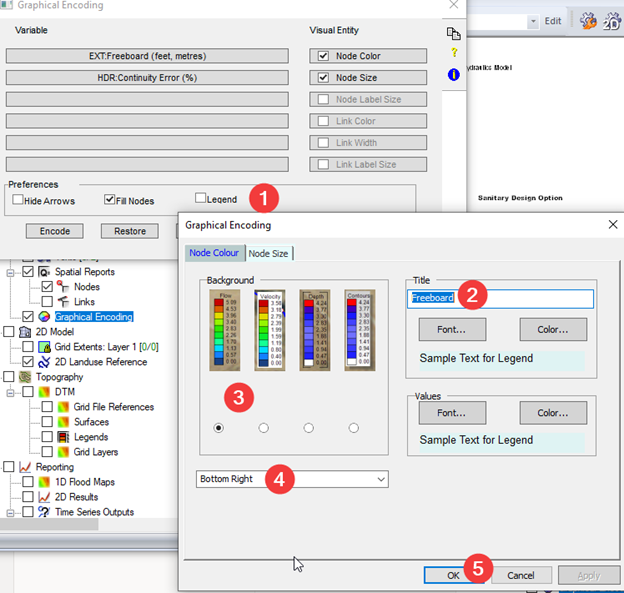 Graphical Encoding
Variable
Visual Entity
EXT:Freeboard (feet, metres)
Node Color
HDR:Continuity Error (%)
Node Size
Node Label Size
Link Color
Link Width
Link Label Size
Preferences
Hide Arrows
Fill Nodes
Legend
1
Encode
Restore
Edit
2D
ydraulics Model
Sanitary Design Option
Spatial Reports
Nodes
Links
Graphical Encoding
2D Model
Grid Extents: Layer 1 [0/0]
2D Landuse Reference
Topography
DTM
Grid File References
Surfaces
Legends
Grid Layers
Reporting
1D Flood Maps
2D Results
Time Series Outputs
Graphical Encoding
Node Colour
Node Size
Background
Flow
Velocity
Depth
Contours
3
Bottom Right
4
Title
Freeboard
2
Font...
Color...
Sample Text for Legend
Values
Font...
Color...
Sample Text for Legend
OK
5
Cancel
Apply